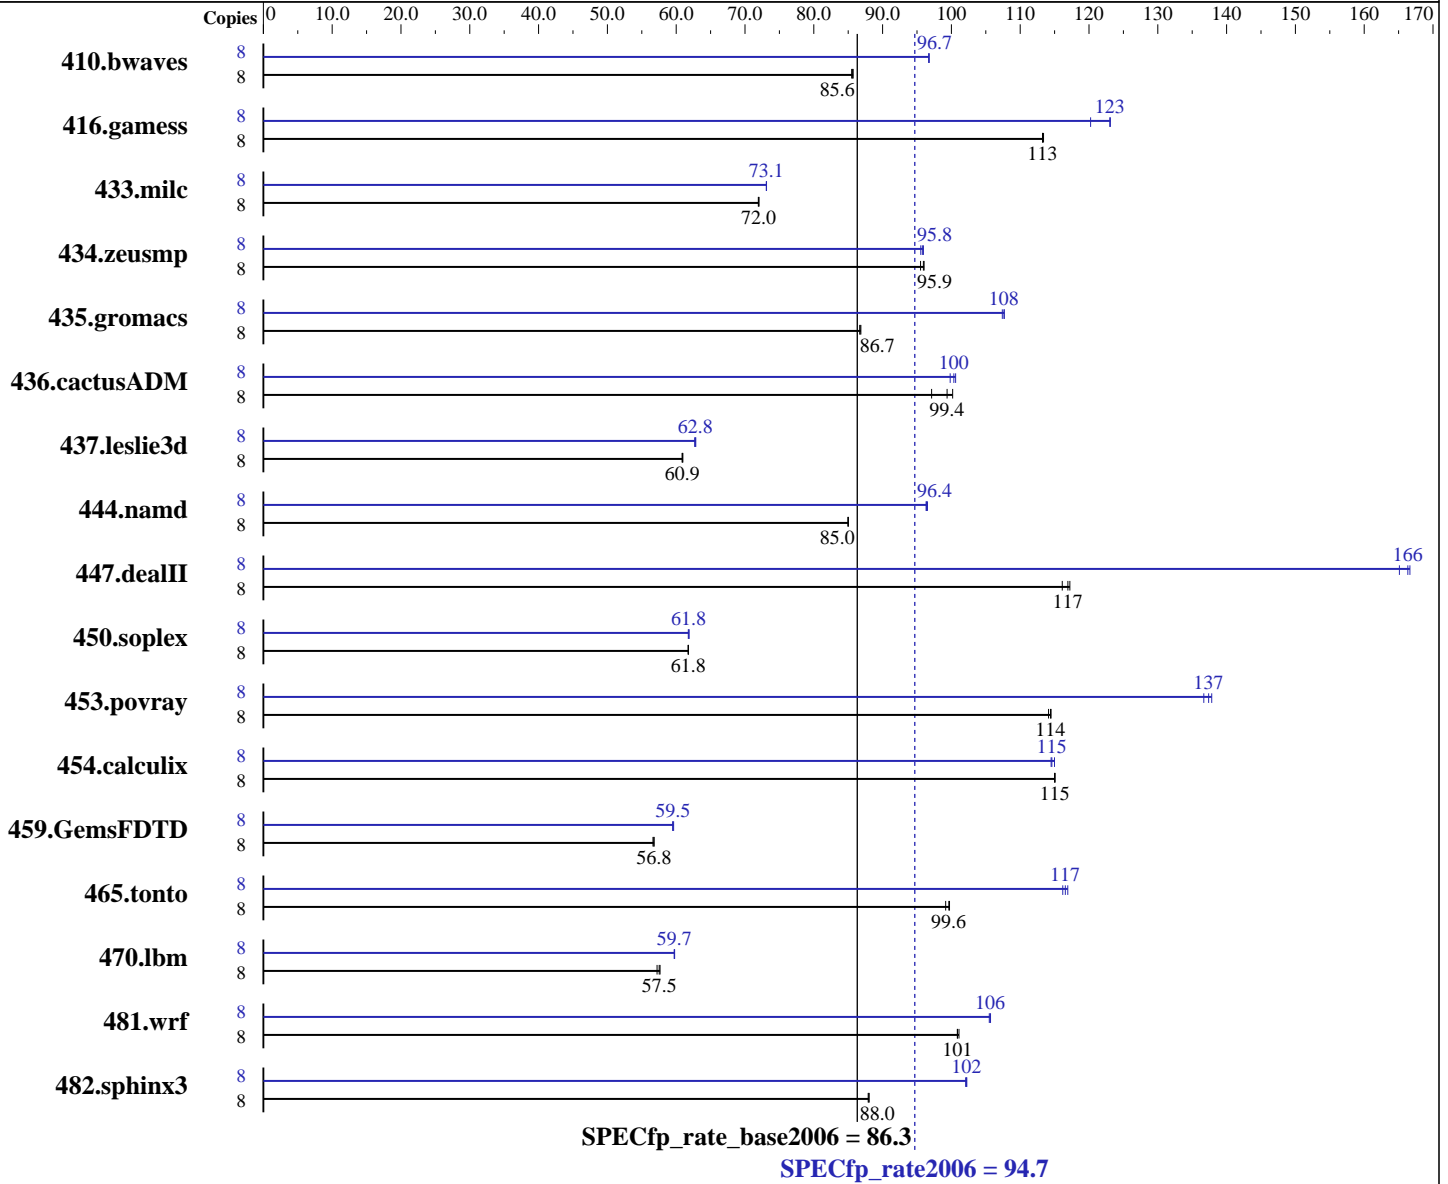 Copies 0 10.0 20.0 30.0 40.0 50.0 60.0 70.0 80.0 90.0 100 110 120 130 140 150 160 170
410.bwaves 8 96.7
8 85.6
416.gamess 8 123
8 113
433.milc 8 73.1
8 72.0
434.zeusmp 8 95.8
8 95.9
435.gromacs 8 108
8 86.7
436.cactusADM 8 100
8 99.4
437.leslie3d 8 62.8
8 60.9
444.namd 8 96.4
8 85.0
447.dealII 8 166
8 117
450.soplex 8 61.8
8 61.8
453.povray 8 137
8 114
454.calculix 8 115
8 115
459.GemsFDTD 8 59.5
8 56.8
465.tonto 8 117
8 99.6
470.lbm 8 59.7
8 57.5
481.wrf 8 106
8 101
482.sphinx3 8 102
8 88.0
SPECfp_rate_base2006 = 86.3
SPECfp_rate2006 = 94.7